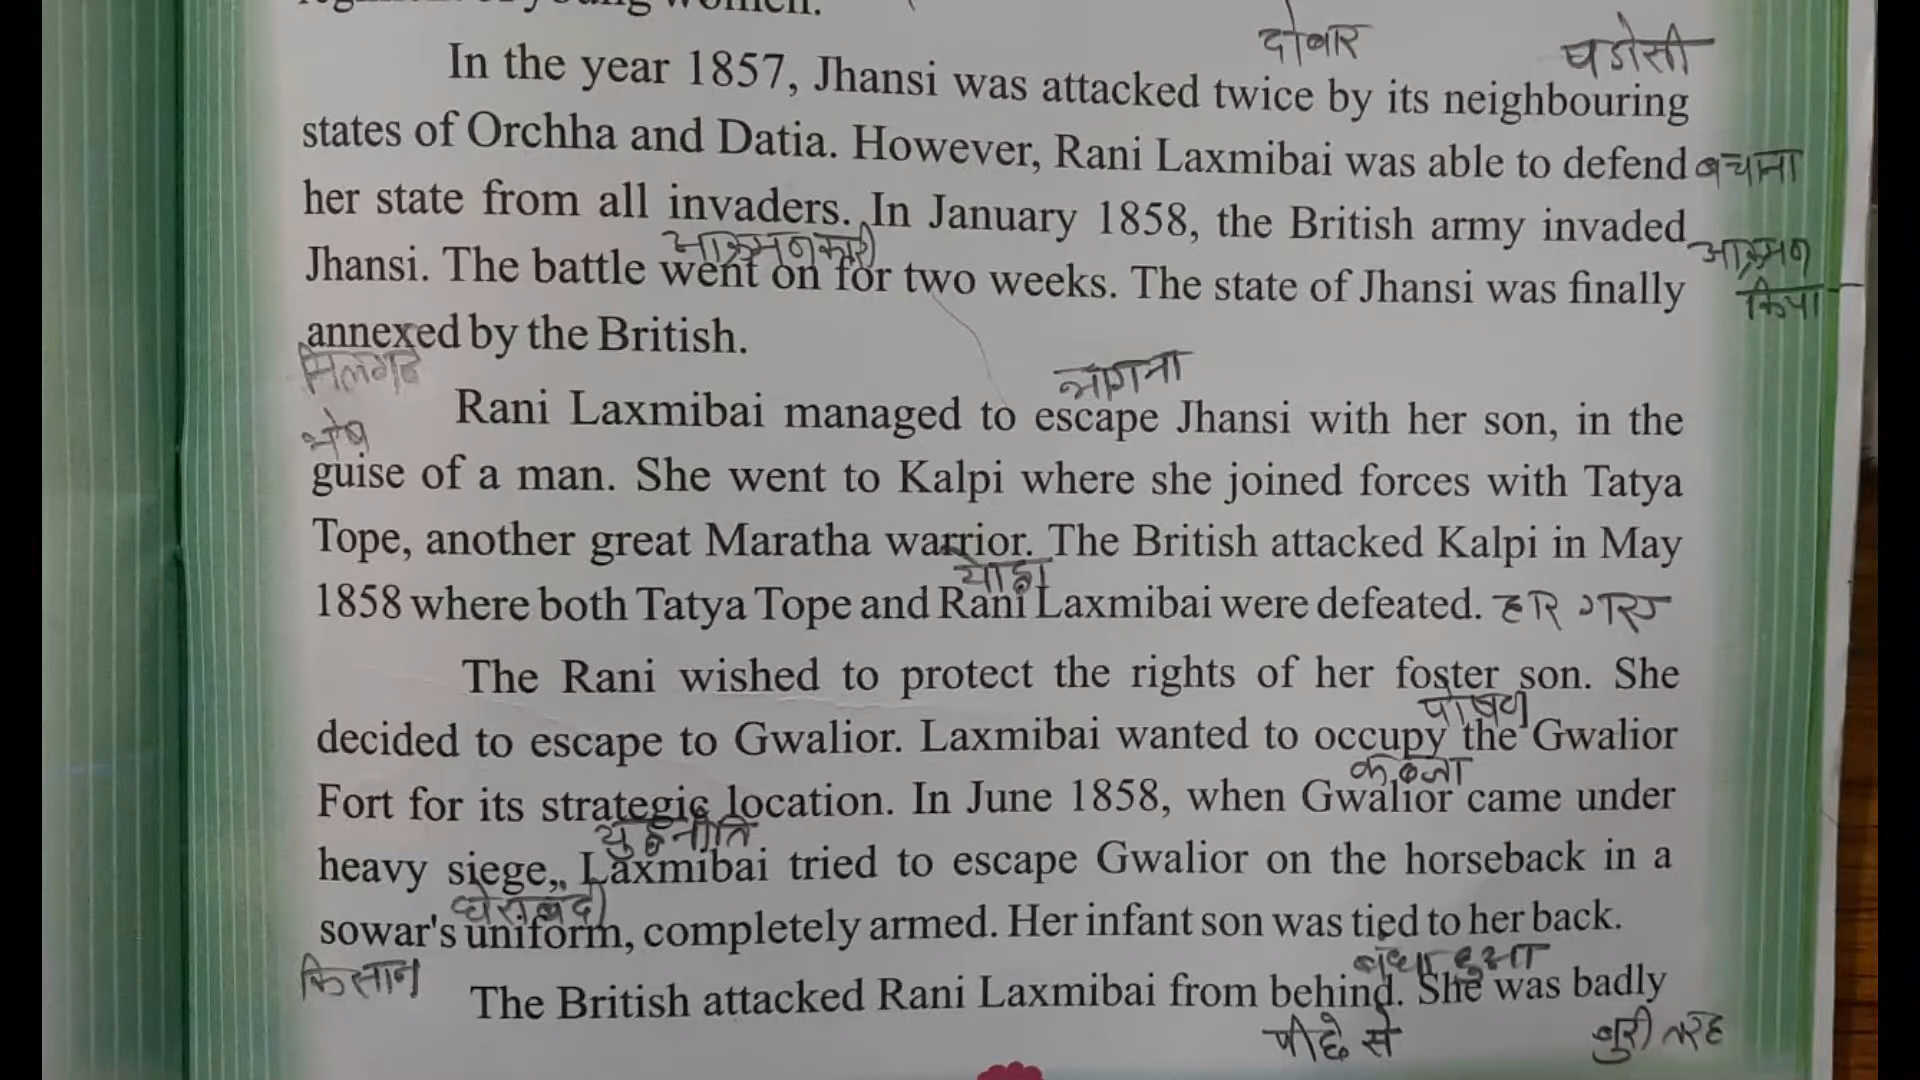 young women.
दोबार पडोसी
In the year 1857, Jhansi was attacked twice by its neighbouring
states of Orchha and Datia. However, Rani Laxmibai was able to defend बचाना
her state from all invaders. In January 1858, the British army invaded
आक्रमणकारी आक्रमण
Jhansi. The battle went on for two weeks. The state of Jhansi was finally
किया
annexed by the British.
भागना
Rani Laxmibai managed to escape Jhansi with her son, in the
भेष
guise of a man. She went to Kalpi where she joined forces with Tatya
Tope, another great Maratha warrior. The British attacked Kalpi in May
योद्धा
1858 where both Tatya Tope and Rani Laxmibai were defeated. हार गए
The Rani wished to protect the rights of her foster son. She
decided to escape to Gwalior. Laxmibai wanted to occupy the Gwalior
कब्जा
Fort for its strategic location. In June 1858, when Gwalior came under
युद्धनीति
heavy siege,, Laxmibai tried to escape Gwalior on the horseback in a
घेराबंदी
sowar's uniform, completely armed. Her infant son was tied to her back.
किसान बंधा हुआ
The British attacked Rani Laxmibai from behind. She was badly
पीछे से बुरी तरह